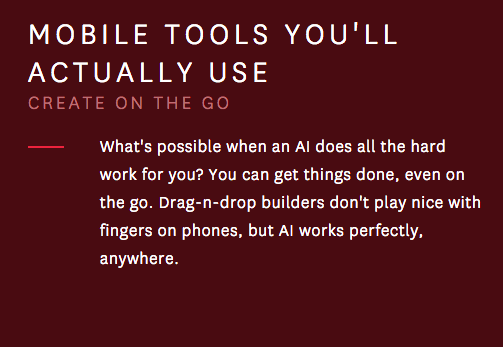 MOBILE TOOLS YOU'LL
ACTUALLY USE
CREATE ON THE GO
What's possible when an AI does all the hard
work for you? You can get things done, even on
the go. Drag-n-drop builders don't play nice with
fingers on phones, but AI works perfectly,
anywhere.